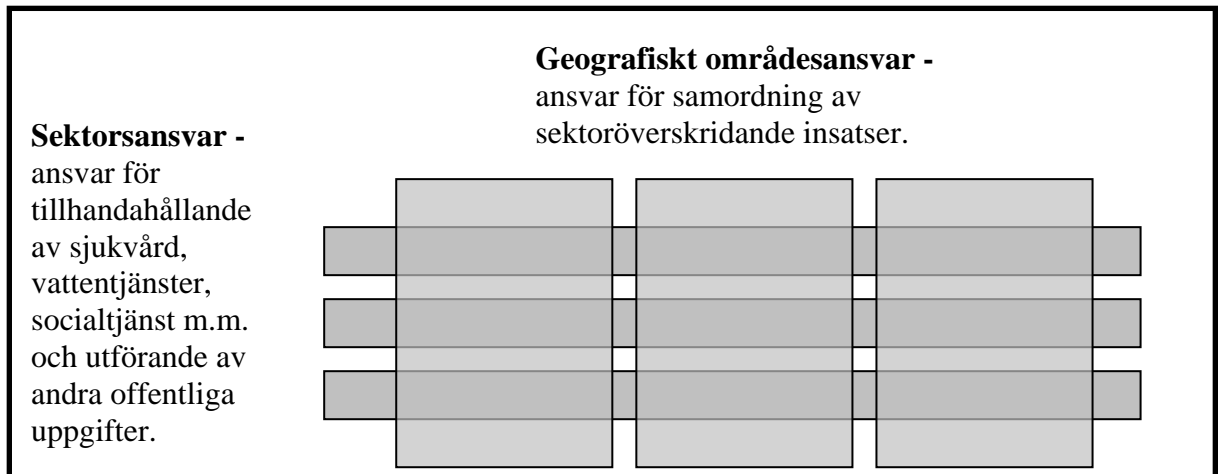 Geografiskt områdesansvar -
ansvar för samordning av
sektoröverskridande insatser.
Sektorsansvar -
ansvar för
tillhandahållande
av sjukvård,
vattentjänster,
socialtjänst m.m.
och utförande av
andra offentliga
uppgifter.